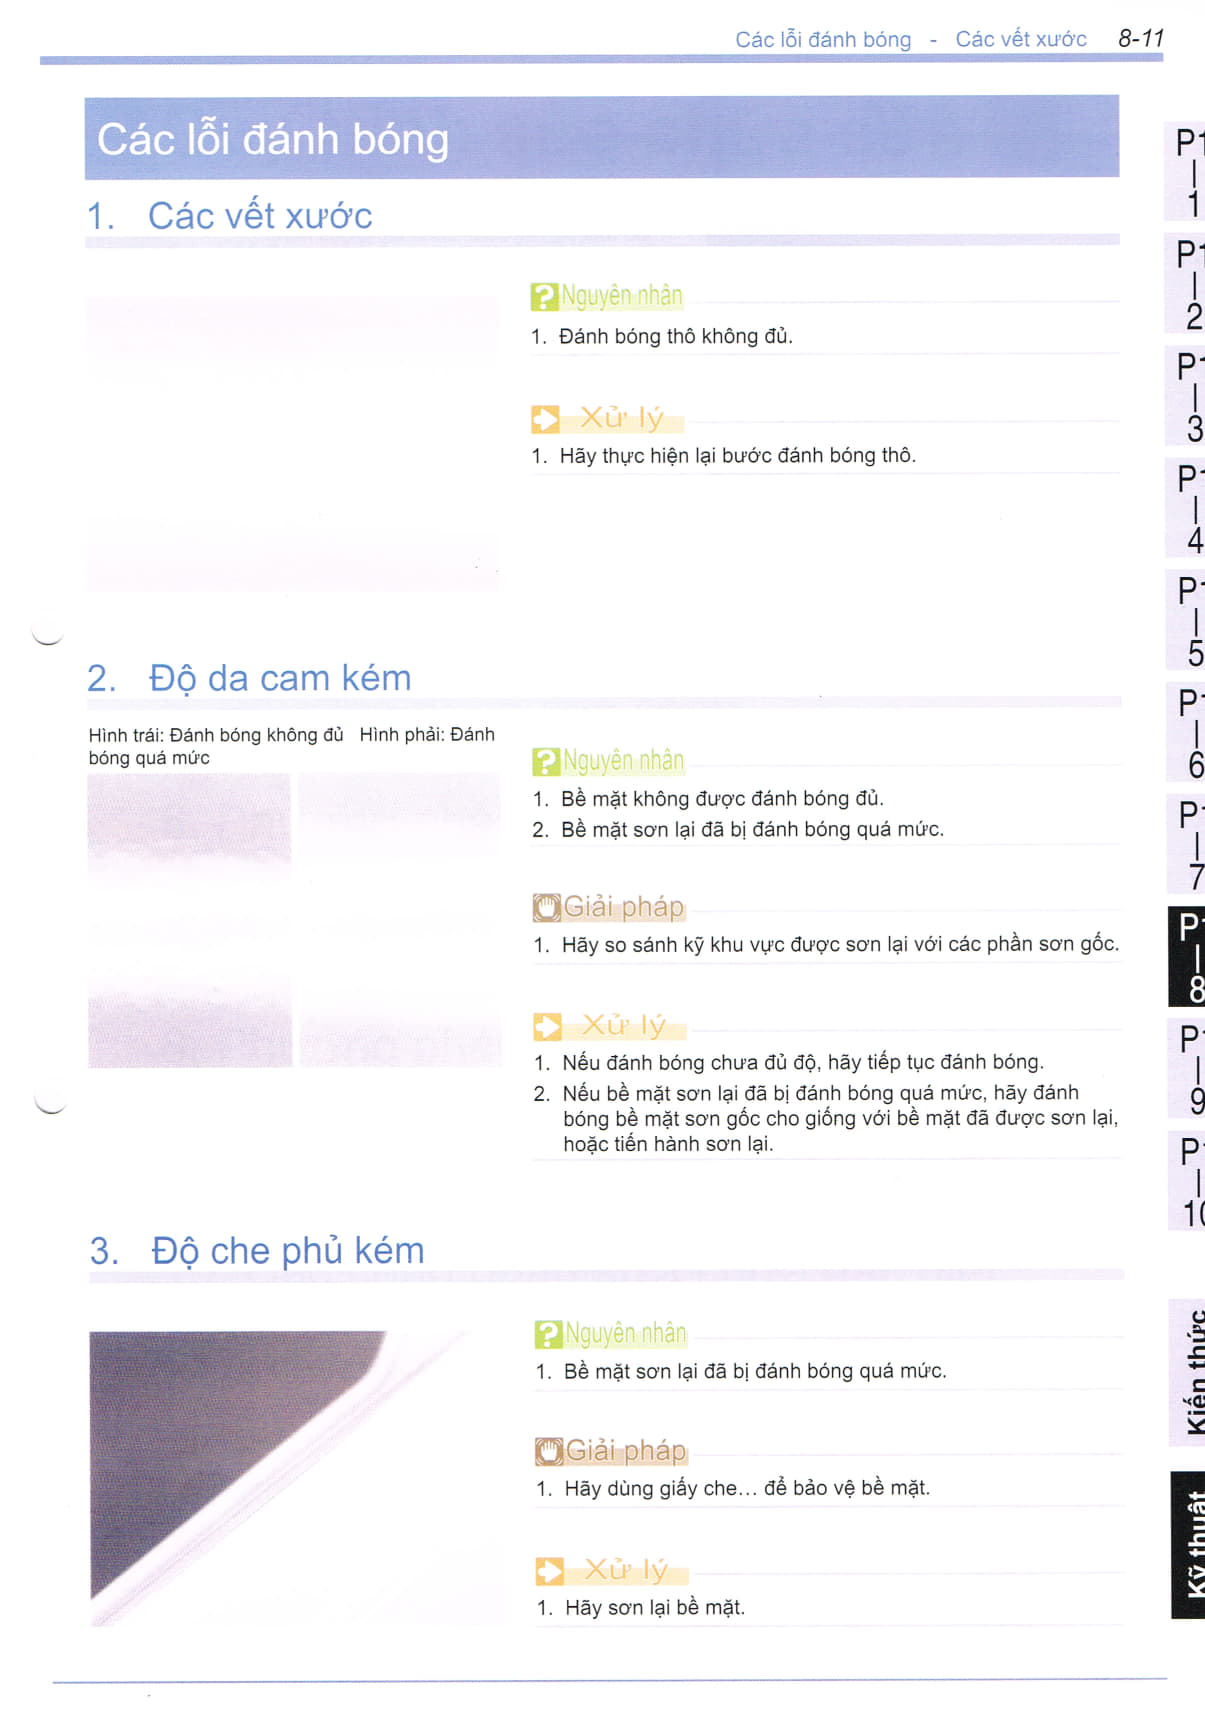 Các lỗi đánh bóng - Các vết xước 8-11
Các lỗi đánh bóng
1. Các vết xước
Nguyên nhân
1. Đánh bóng thô không đủ.
Xử lý
1. Hãy thực hiện lại bước đánh bóng thô.
2. Độ da cam kém
Hình trái: Đánh bóng không đủ Hình phải: Đánh
bóng quá mức
Nguyên nhân
1. Bề mặt không được đánh bóng đủ.
2. Bề mặt sơn lại đã bị đánh bóng quá mức.
Giải pháp
1. Hãy so sánh kỹ khu vực được sơn lại với các phần sơn gốc.
Xử lý
1. Nếu đánh bóng chưa đủ độ, hãy tiếp tục đánh bóng.
2. Nếu bề mặt sơn lại đã bị đánh bóng quá mức, hãy đánh
bóng bề mặt sơn gốc cho giống với bề mặt đã được sơn lại,
hoặc tiến hành sơn lại.
3. Độ che phủ kém
Nguyên nhân
1. Bề mặt sơn lại đã bị đánh bóng quá mức.
Giải pháp
1. Hãy dùng giấy che... để bảo vệ bề mặt.
Xử lý
1. Hãy sơn lại bề mặt.
P1
1
P1
2
P1
3
P1
4
P1
5
P1
6
P1
7
P1
8
P1
9
P1
10
Kiến thức
Kỹ thuật